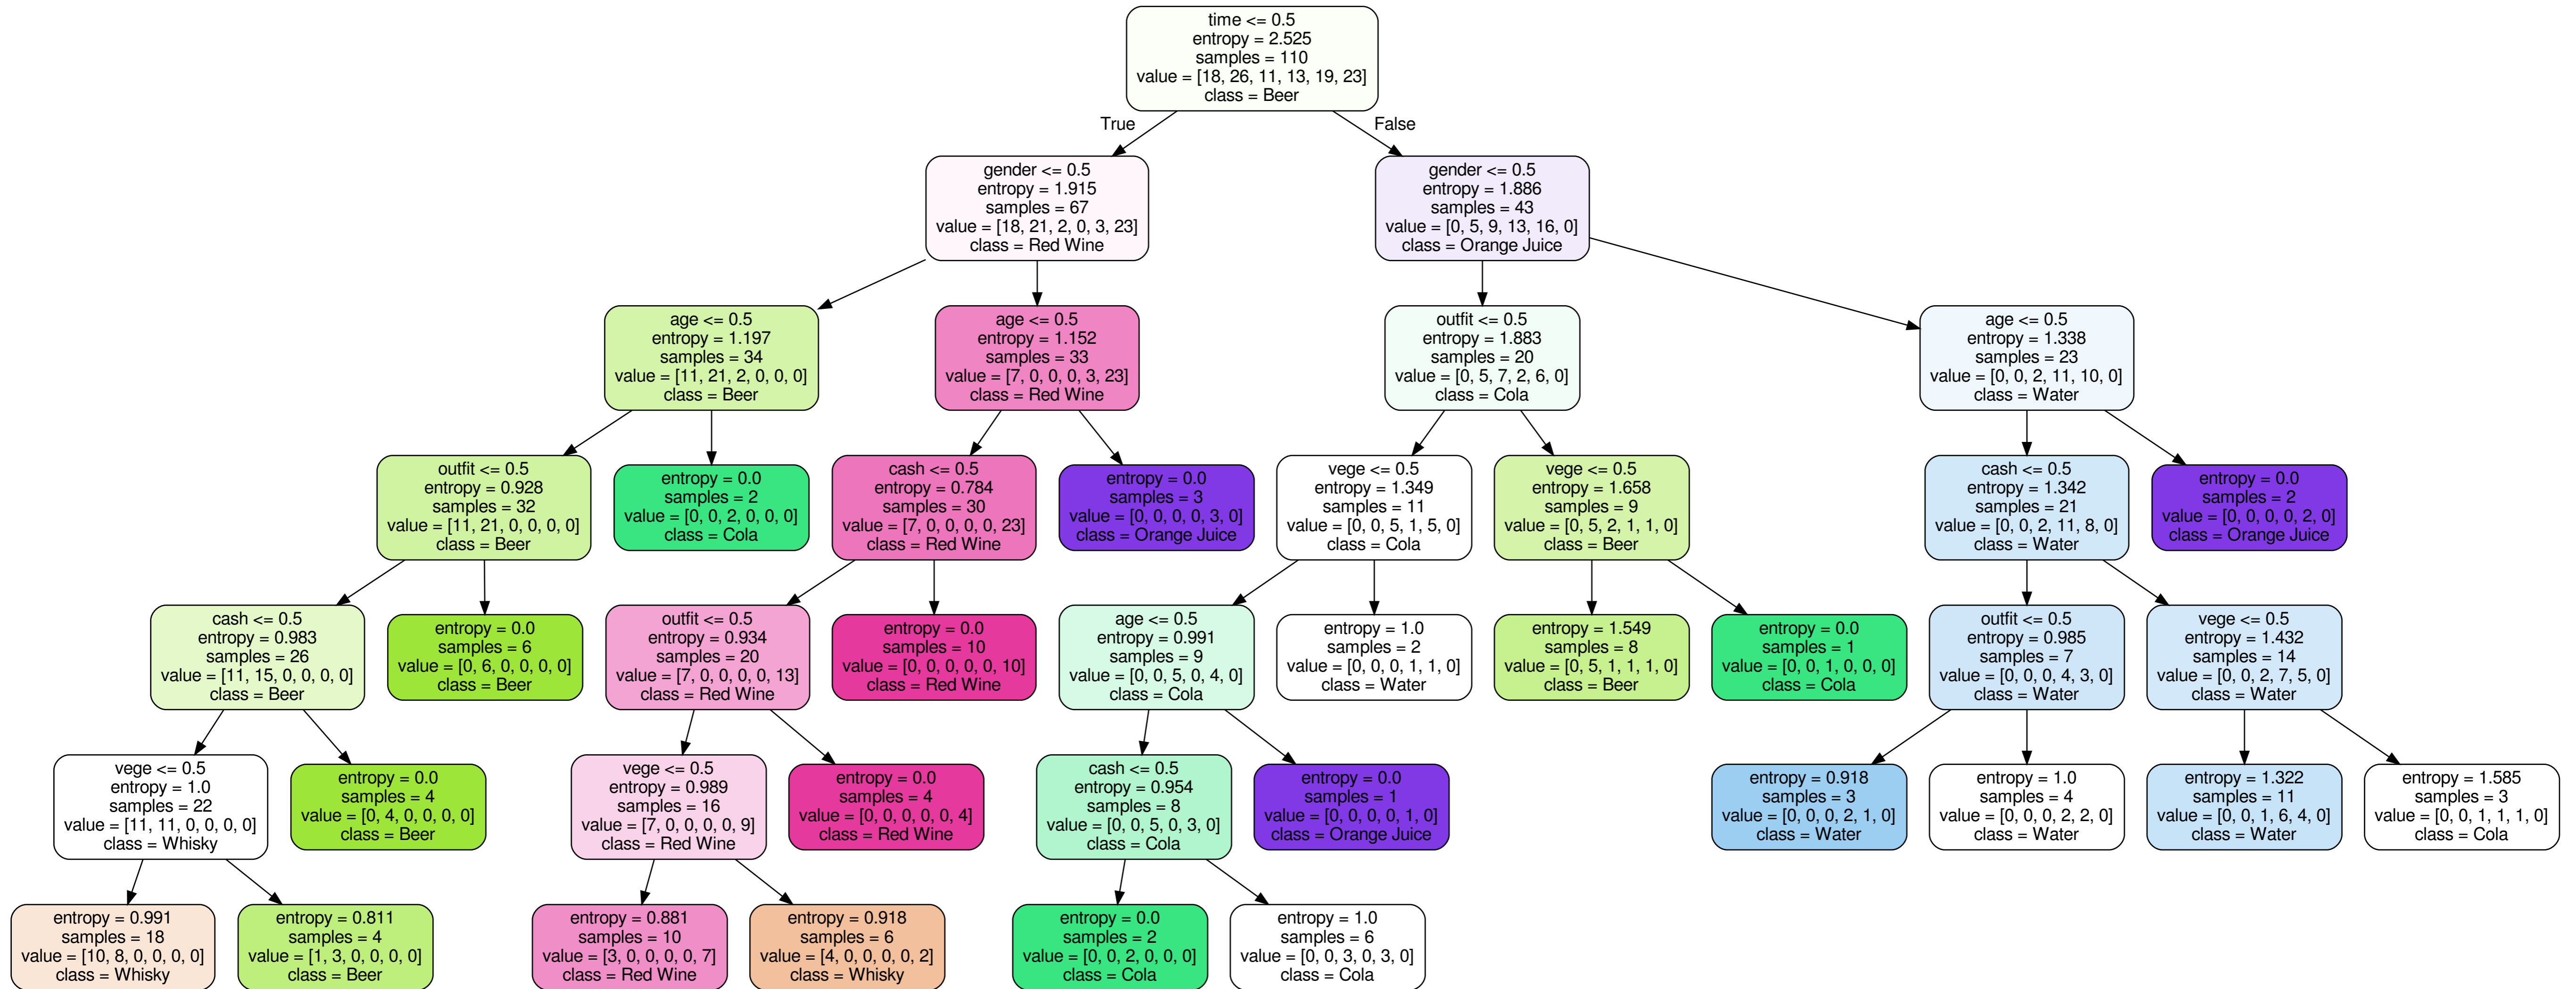 time <= 0.5
entropy = 2.525
samples = 110
value = [18, 26, 11, 13, 19, 23]
class = Beer
True
False
gender <= 0.5
entropy = 1.915
samples = 67
value = [18, 21, 2, 0, 3, 23]
class = Red Wine
gender <= 0.5
entropy = 1.886
samples = 43
value = [0, 5, 9, 13, 16, 0]
class = Orange Juice
age <= 0.5
entropy = 1.197
samples = 34
value = [11, 21, 2, 0, 0, 0]
class = Beer
age <= 0.5
entropy = 1.152
samples = 33
value = [7, 0, 0, 0, 3, 23]
class = Red Wine
outfit <= 0.5
entropy = 1.883
samples = 20
value = [0, 5, 7, 2, 6, 0]
class = Cola
age <= 0.5
entropy = 1.338
samples = 23
value = [0, 0, 2, 11, 10, 0]
class = Water
outfit <= 0.5
entropy = 0.928
samples = 32
value = [11, 21, 0, 0, 0, 0]
class = Beer
entropy = 0.0
samples = 2
value = [0, 0, 2, 0, 0, 0]
class = Cola
cash <= 0.5
entropy = 0.784
samples = 30
value = [7, 0, 0, 0, 0, 23]
class = Red Wine
entropy = 0.0
samples = 3
value = [0, 0, 0, 0, 3, 0]
class = Orange Juice
vege <= 0.5
entropy = 1.349
samples = 11
value = [0, 0, 5, 1, 5, 0]
class = Cola
vege <= 0.5
entropy = 1.658
samples = 9
value = [0, 5, 2, 1, 1, 0]
class = Beer
cash <= 0.5
entropy = 1.342
samples = 21
value = [0, 0, 2, 11, 8, 0]
class = Water
entropy = 0.0
samples = 2
value = [0, 0, 0, 0, 2, 0]
class = Orange Juice
cash <= 0.5
entropy = 0.983
samples = 26
value = [11, 15, 0, 0, 0, 0]
class = Beer
entropy = 0.0
samples = 6
value = [0, 6, 0, 0, 0, 0]
class = Beer
outfit <= 0.5
entropy = 0.934
samples = 20
value = [7, 0, 0, 0, 0, 13]
class = Red Wine
entropy = 0.0
samples = 10
value = [0, 0, 0, 0, 0, 10]
class = Red Wine
age <= 0.5
entropy = 0.991
samples = 9
value = [0, 0, 5, 0, 4, 0]
class = Cola
entropy = 1.0
samples = 2
value = [0, 0, 0, 1, 1, 0]
class = Water
entropy = 1.549
samples = 8
value = [0, 5, 1, 1, 1, 0]
class = Beer
entropy = 0.0
samples = 1
value = [0, 0, 1, 0, 0, 0]
class = Cola
outfit <= 0.5
entropy = 0.985
samples = 7
value = [0, 0, 0, 4, 3, 0]
class = Water
vege <= 0.5
entropy = 1.432
samples = 14
value = [0, 0, 2, 7, 5, 0]
class = Water
vege <= 0.5
entropy = 1.0
samples = 22
value = [11, 11, 0, 0, 0, 0]
class = Whisky
entropy = 0.0
samples = 4
value = [0, 4, 0, 0, 0, 0]
class = Beer
vege <= 0.5
entropy = 0.989
samples = 16
value = [7, 0, 0, 0, 0, 9]
class = Red Wine
entropy = 0.0
samples = 4
value = [0, 0, 0, 0, 0, 4]
class = Red Wine
cash <= 0.5
entropy = 0.954
samples = 8
value = [0, 0, 5, 0, 3, 0]
class = Cola
entropy = 0.0
samples = 1
value = [0, 0, 0, 0, 1, 0]
class = Orange Juice
entropy = 0.918
samples = 3
value = [0, 0, 0, 2, 1, 0]
class = Water
entropy = 1.0
samples = 4
value = [0, 0, 0, 2, 2, 0]
class = Water
entropy = 1.322
samples = 11
value = [0, 0, 1, 6, 4, 0]
class = Water
entropy = 1.585
samples = 3
value = [0, 0, 1, 1, 1, 0]
class = Cola
entropy = 0.991
samples = 18
value = [10, 8, 0, 0, 0, 0]
class = Whisky
entropy = 0.811
samples = 4
value = [1, 3, 0, 0, 0, 0]
class = Beer
entropy = 0.881
samples = 10
value = [3, 0, 0, 0, 0, 7]
class = Red Wine
entropy = 0.918
samples = 6
value = [4, 0, 0, 0, 0, 2]
class = Whisky
entropy = 0.0
samples = 2
value = [0, 0, 2, 0, 0, 0]
class = Cola
entropy = 1.0
samples = 6
value = [0, 0, 3, 0, 3, 0]
class = Cola